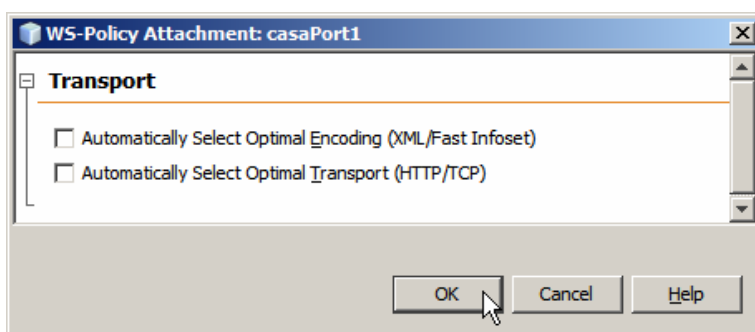 WS-Policy Attachment: casaPort1
Transport
Automatically Select Optimal Encoding (XML/Fast Infoset)
Automatically Select Optimal Transport (HTTP/TCP)
OK Cancel Help